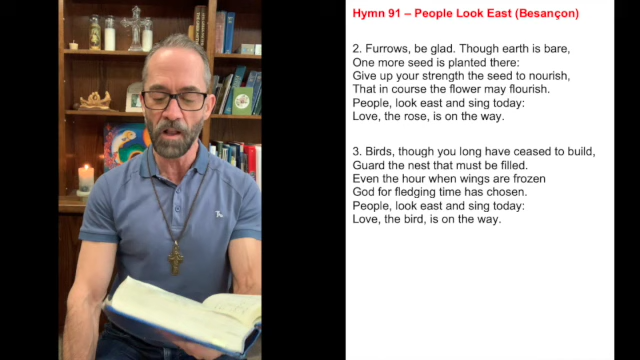 Hymn 91 – People Look East (Besançon)
2. Furrows, be glad. Though earth is bare,
One more seed is planted there:
Give up your strength the seed to nourish,
That in course the flower may flourish.
People, look east and sing today:
Love, the rose, is on the way.
3. Birds, though you long have ceased to build,
Guard the nest that must be filled.
Even the hour when wings are frozen
God for fledging time has chosen.
People, look east and sing today:
Love, the bird, is on the way.